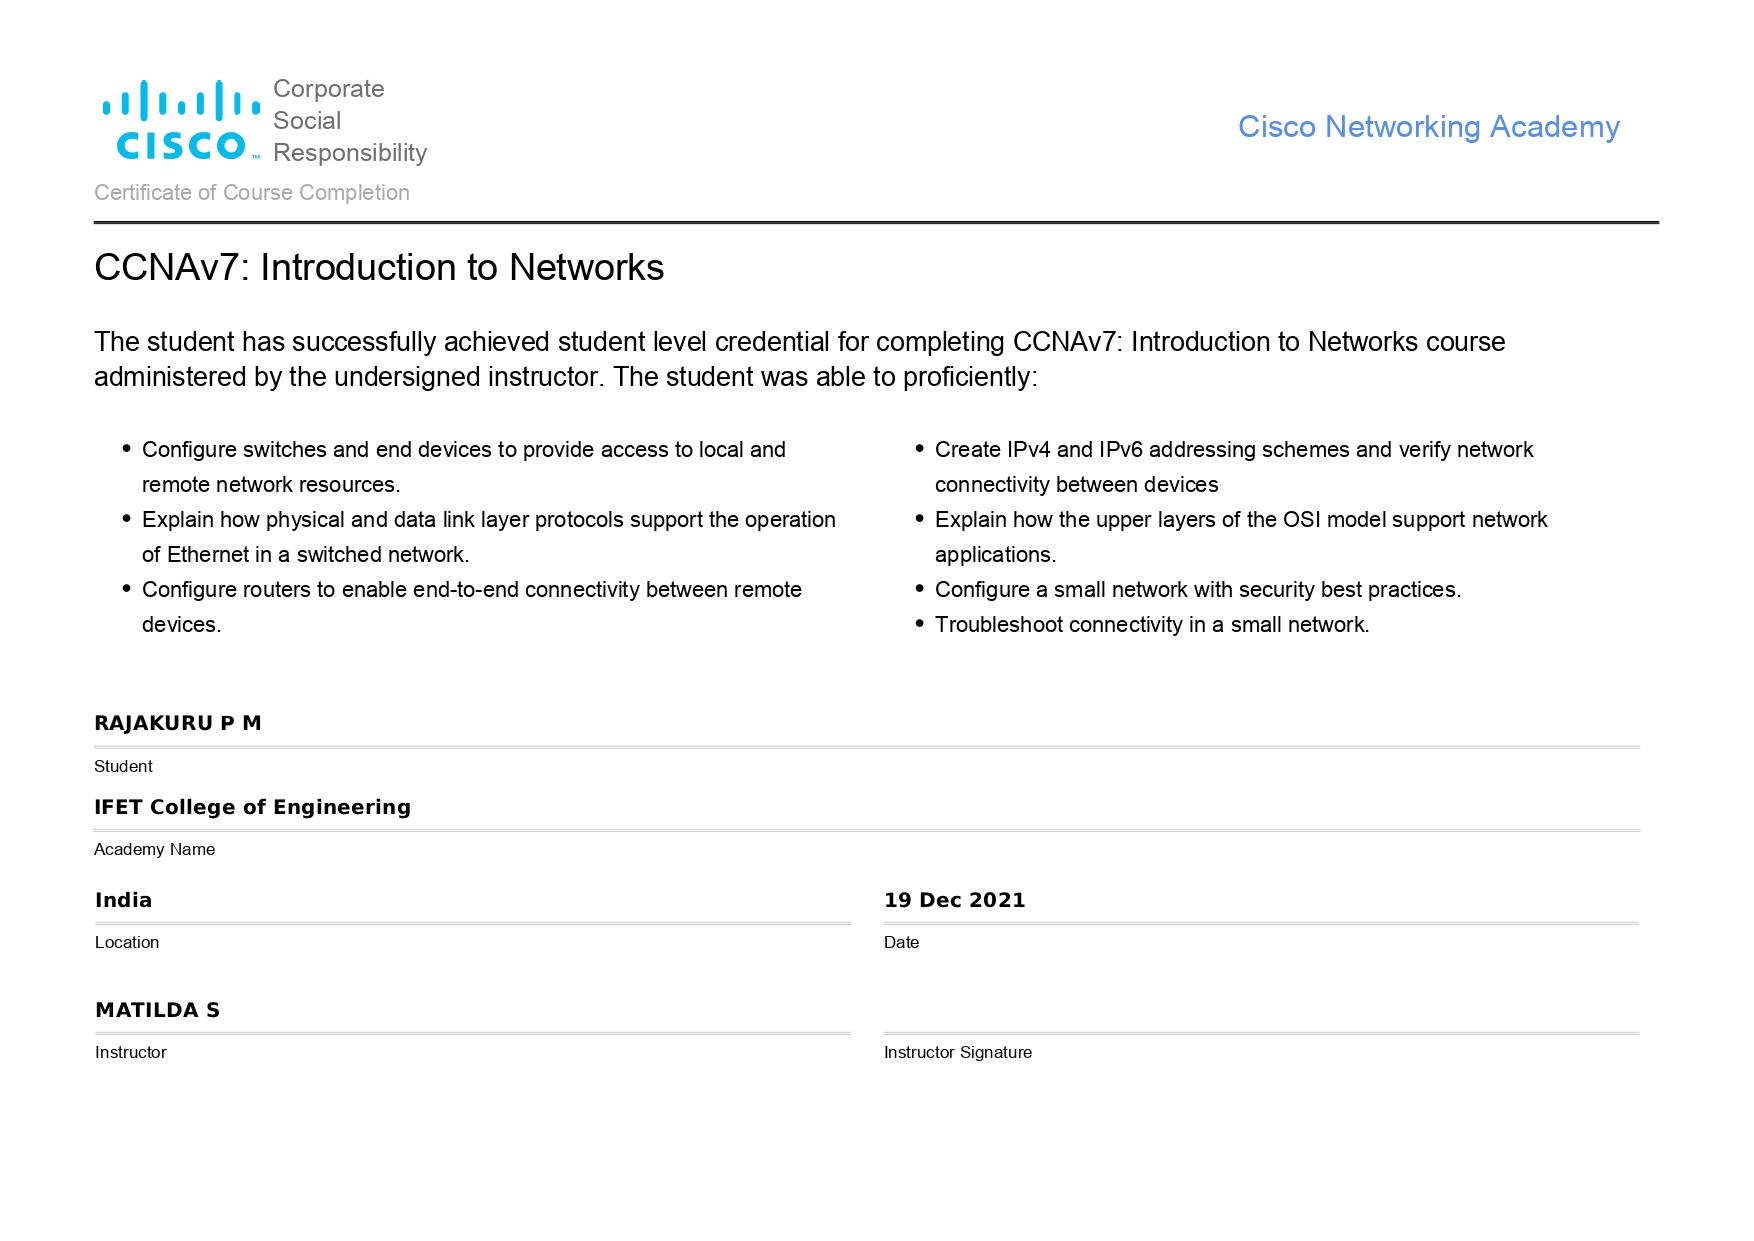 Corporate
Social
Responsibility
CISCO™
Cisco Networking Academy
Certificate of Course Completion
CCNAv7: Introduction to Networks
The student has successfully achieved student level credential for completing CCNAv7: Introduction to Networks course
administered by the undersigned instructor. The student was able to proficiently:
• Configure switches and end devices to provide access to local and
remote network resources.
• Explain how physical and data link layer protocols support the operation
of Ethernet in a switched network.
• Configure routers to enable end-to-end connectivity between remote
devices.
• Create IPv4 and IPv6 addressing schemes and verify network
connectivity between devices
• Explain how the upper layers of the OSI model support network
applications.
• Configure a small network with security best practices.
• Troubleshoot connectivity in a small network.
RAJAKURU P M
Student
IFET College of Engineering
Academy Name
India
Location
19 Dec 2021
Date
MATILDA S
Instructor
Instructor Signature